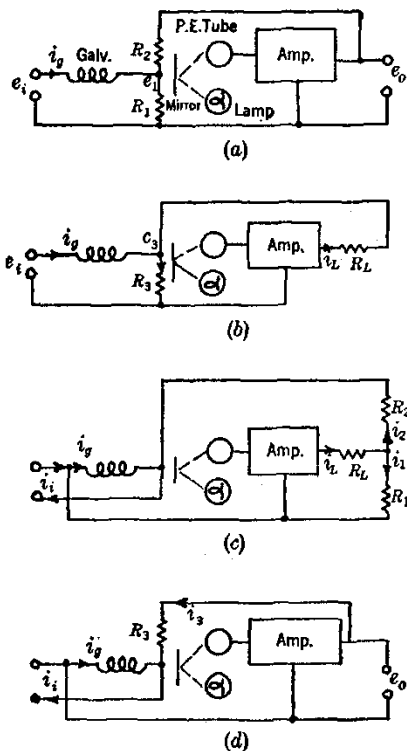 P.E.Tube
i_g Galv. R_2 Amp.
e_i e_1 e_o
R_1 Mirror Lamp
(a)
i_g c_3 Amp.
e_i R_3 i_L R_L
(b)
R_2
i_g i_2
Amp.
i_i i_L R_L i_1
R_1
(c)
i_3
R_3
i_g Amp.
i_i e_o
(d)